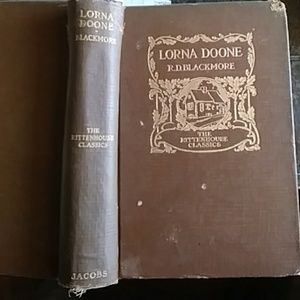 LORNA
DOONE
BLACKMORE
THE
RITTENHOUSE
CLASSICS
JACOBS
LORNA DOONE
R.D. BLACKMORE
THE
RITTENHOUSE
CLASSICS